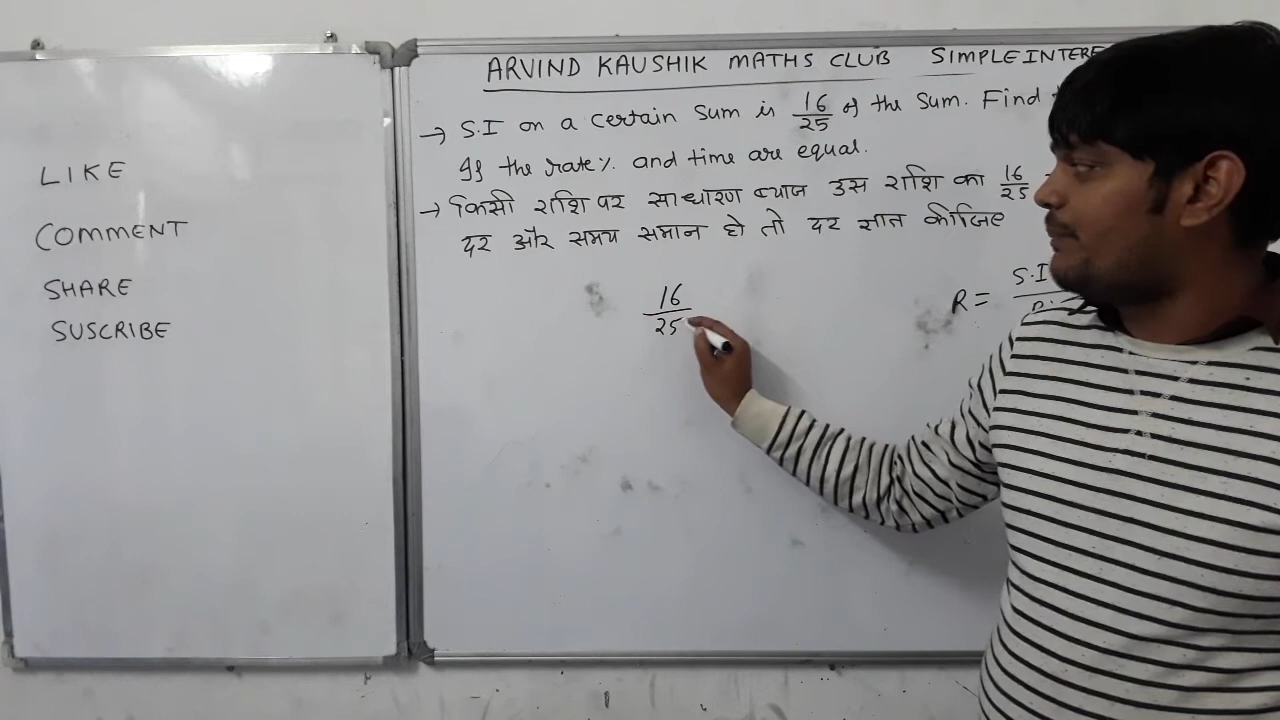 LIKE
COMMENT
SHARE
SUSCRIBE
ARVIND KAUSHIK MATHS CLUB SIMPLE INTERE
→ S.I on a certain sum is 16/25 of the sum. Find
If the rate% and time are equal.
→ किसी राशि पर साधारण ब्याज उस राशि का 16/25
दर और समय समान हो तो दर ज्ञात कीजिए
16/25
R = S.I